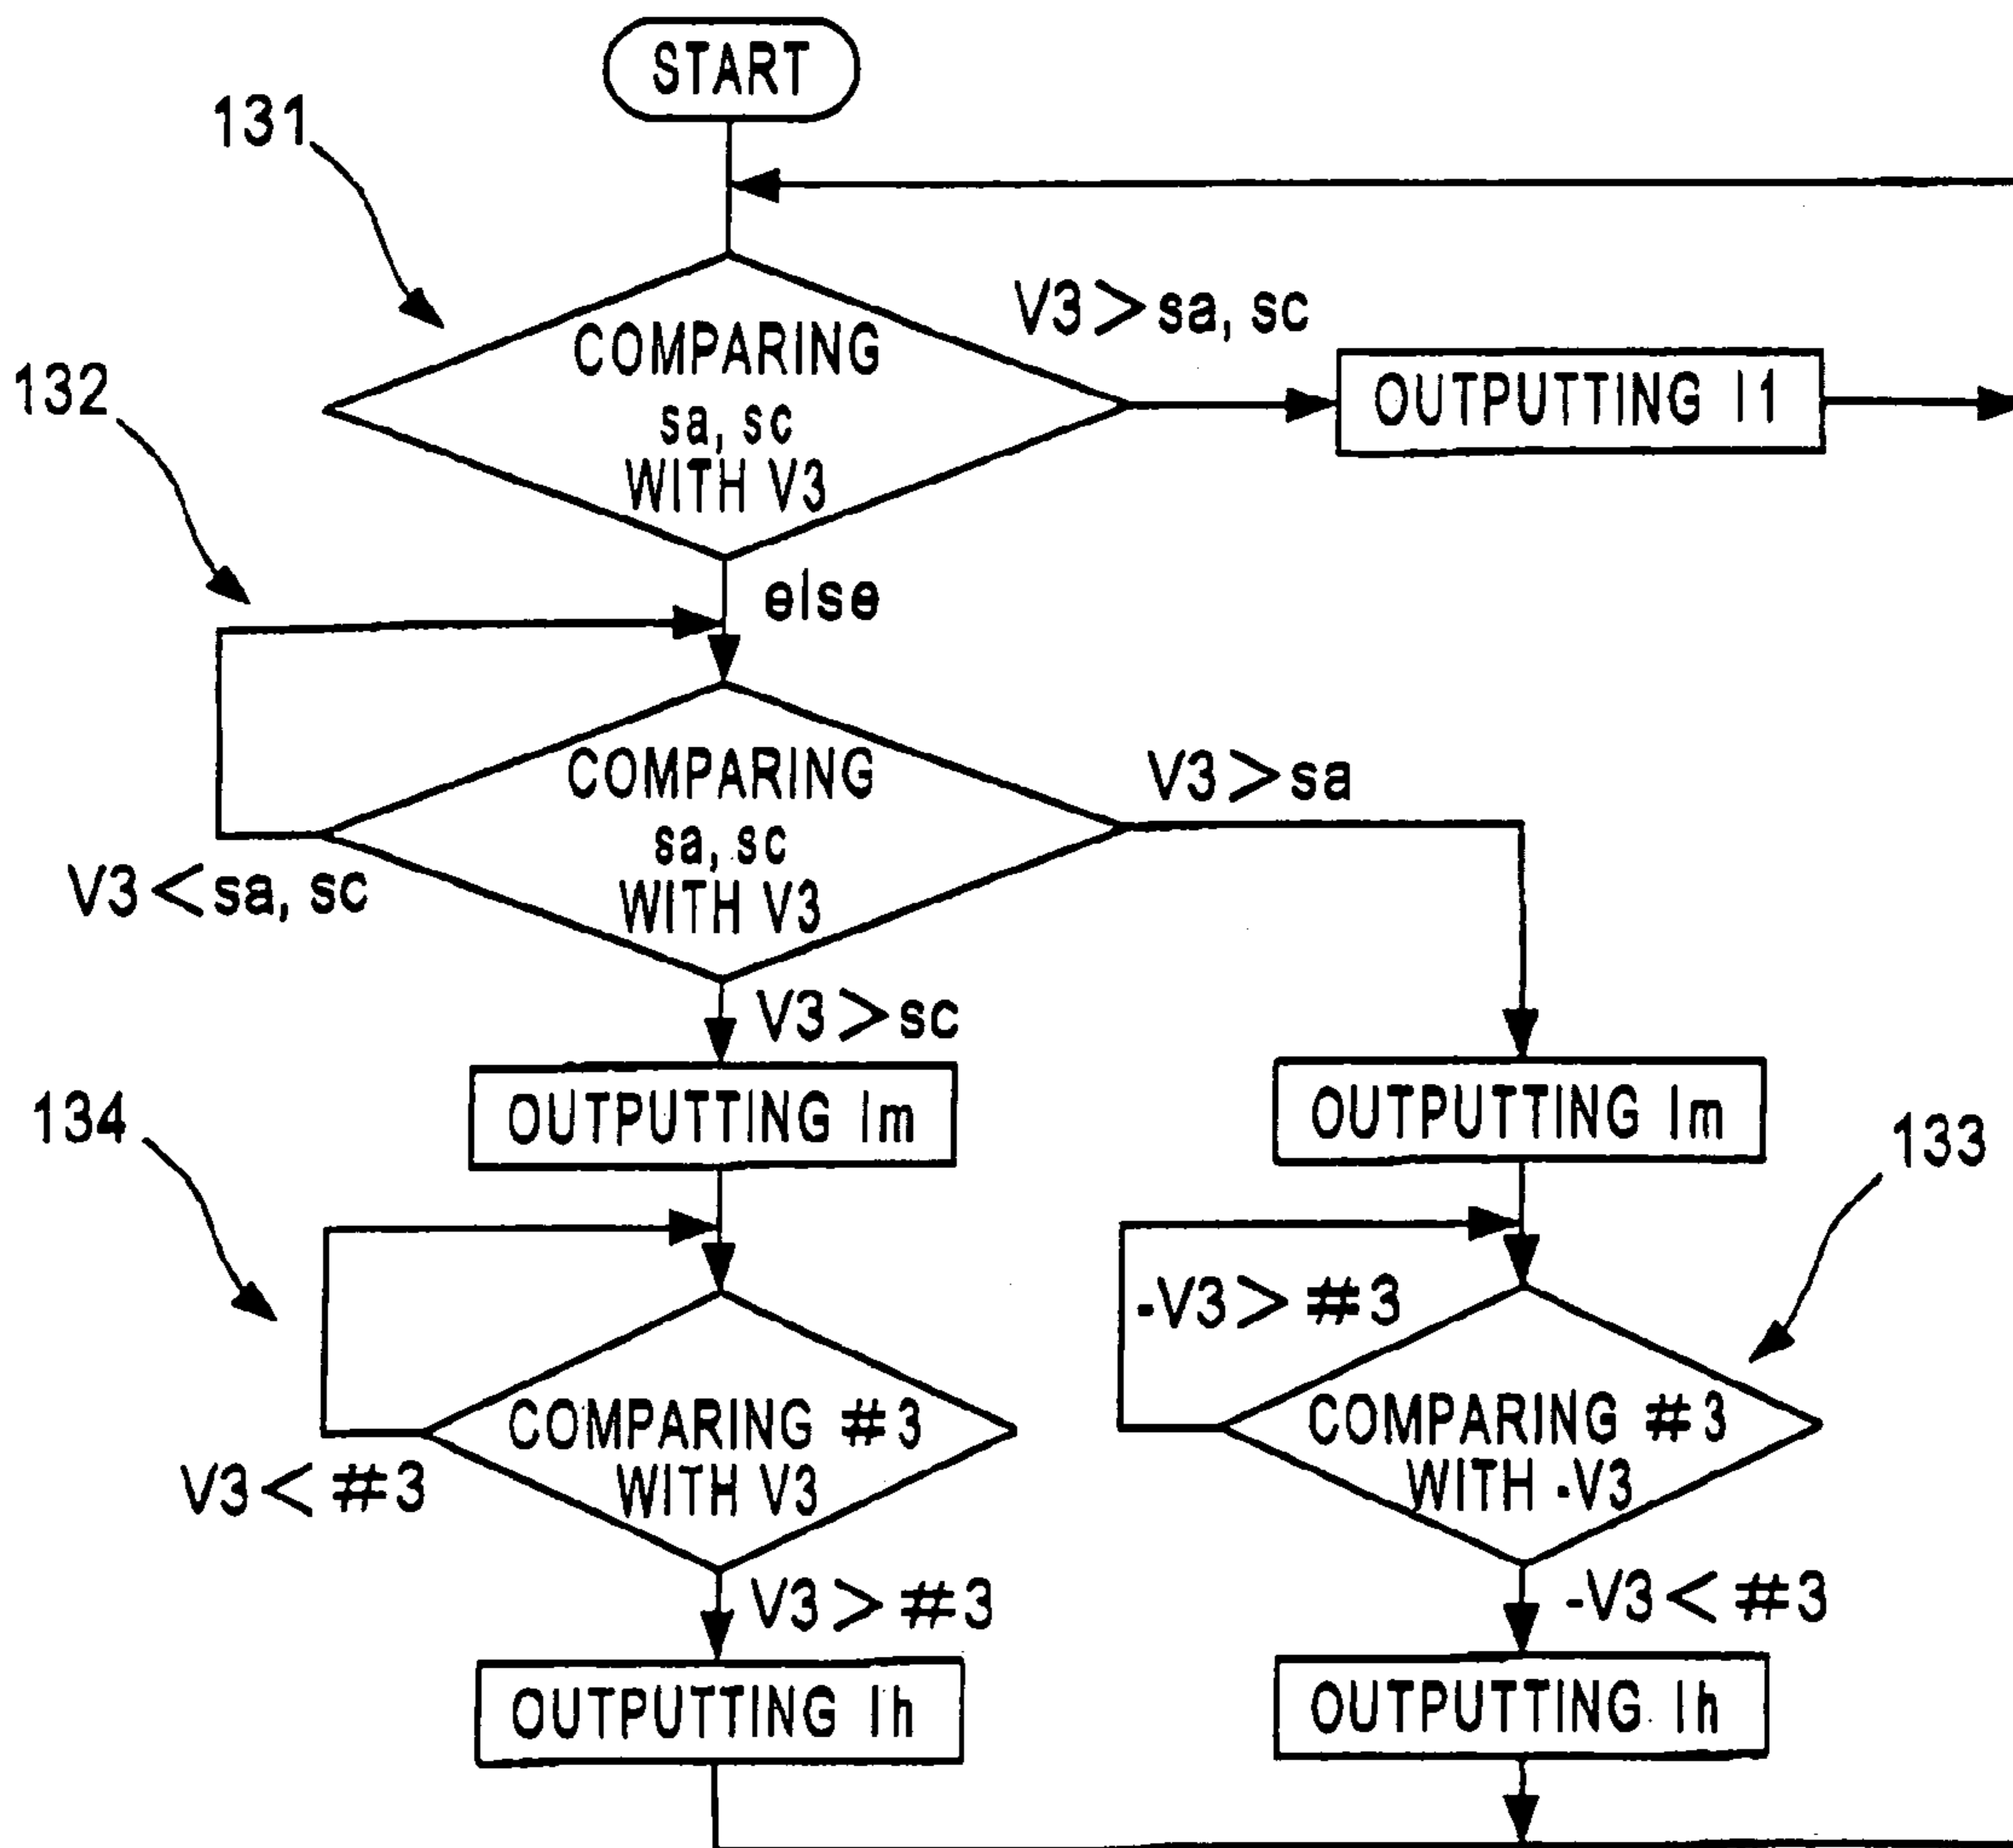 START
131
V3>sa, sc
COMPARING
sa, sc
WITH V3
OUTPUTTING I1
132
else
COMPARING
sa, sc
WITH V3
V3>sa
V3<sa, sc
V3>sc
OUTPUTTING Im
OUTPUTTING Im
134
133
-V3> #3
COMPARING #3
WITH V3
COMPARING #3
WITH -V3
V3< #3
V3> #3
-V3< #3
OUTPUTTING Ih
OUTPUTTING Ih